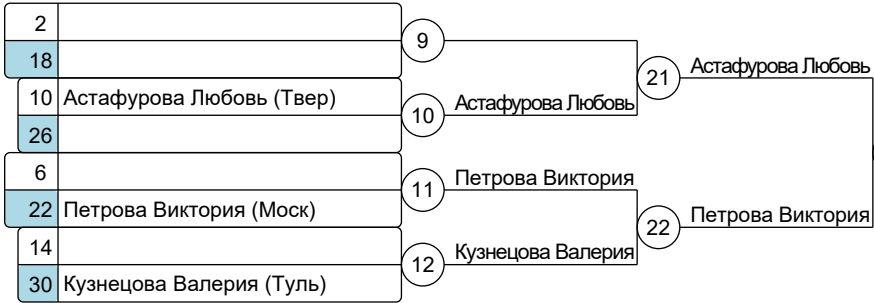 2
9
18
21 Астафурова Любовь
10 Астафурова Любовь (Твер)
10 Астафурова Любовь
26
6
11 Петрова Виктория
22 Петрова Виктория (Моск)
22 Петрова Виктория
14
12 Кузнецова Валерия
30 Кузнецова Валерия (Туль)